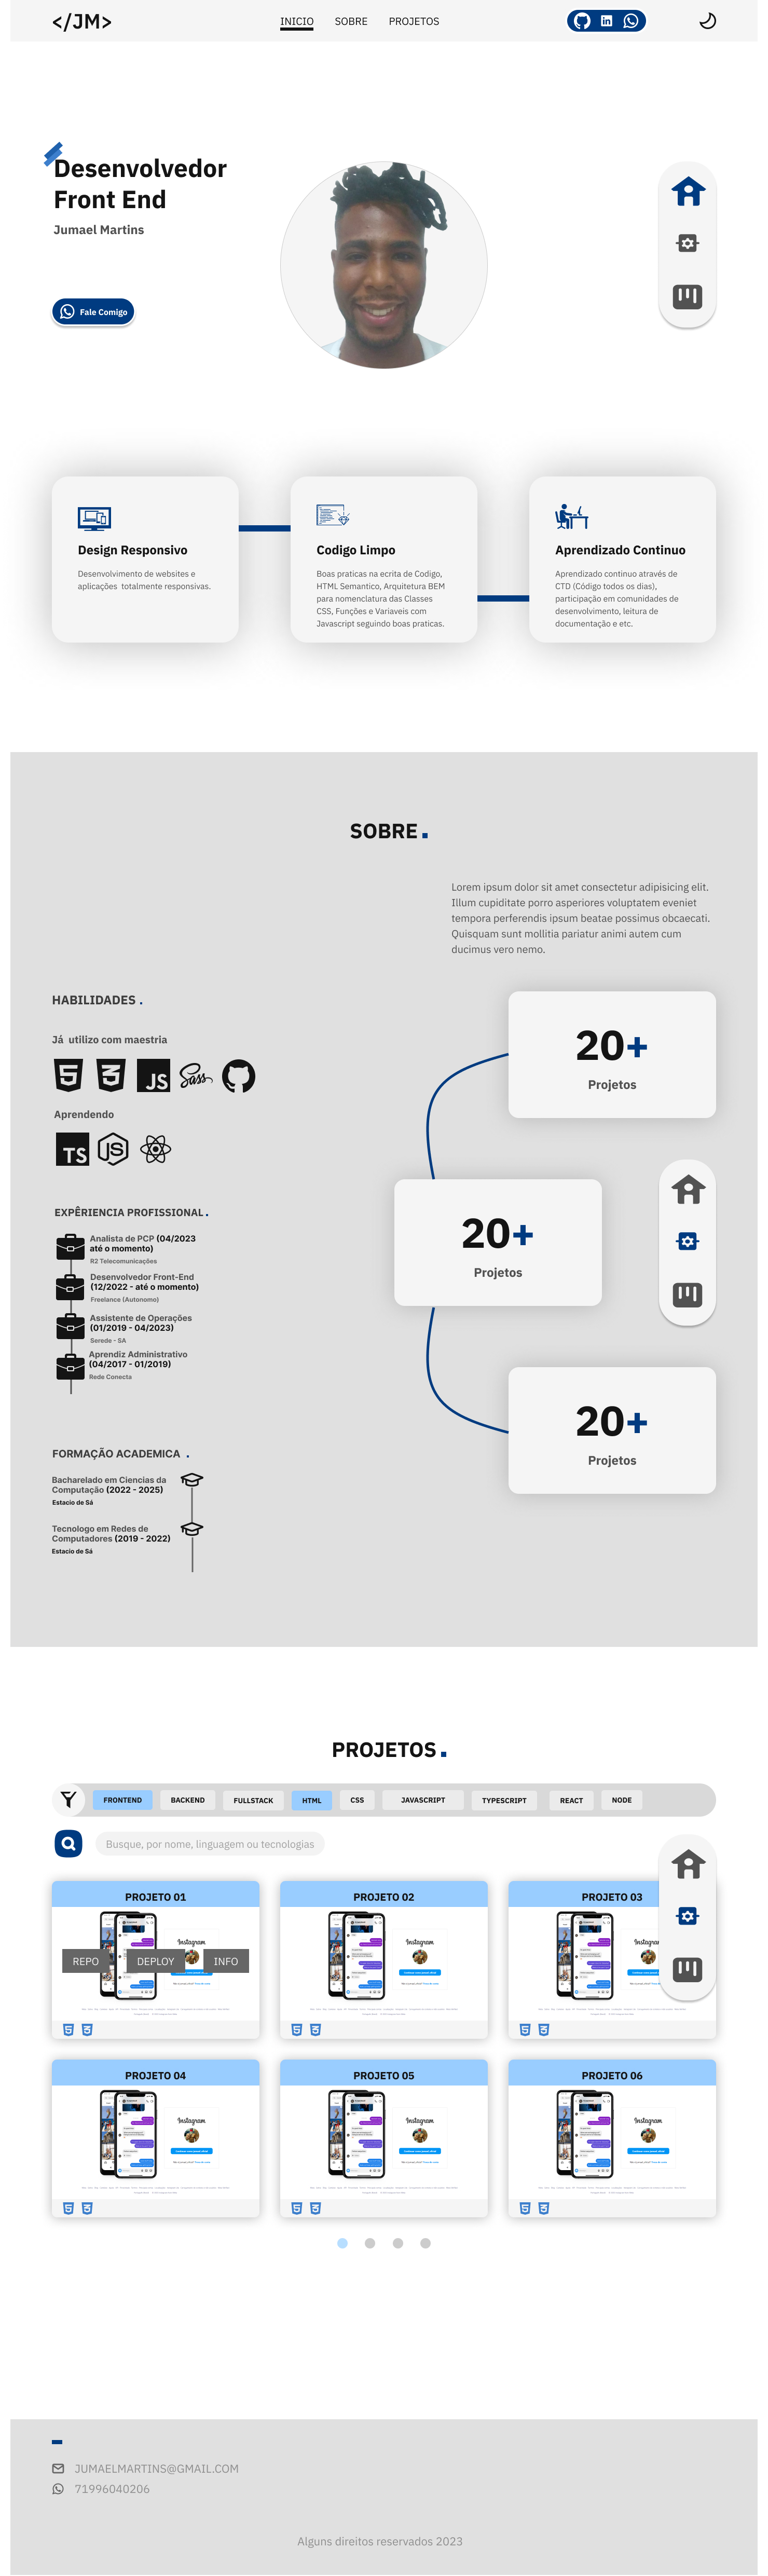 </JM>
INICIO SOBRE PROJETOS
Desenvolvedor
Front End
Jumael Martins
Fale Comigo
Design Responsivo
Desenvolvimento de websites e
aplicações totalmente responsivas.
Codigo Limpo
Boas praticas na ecrita de Codigo,
HTML Semantico, Arquitetura BEM
para nomenclatura das Classes
CSS, Funções e Variaveis com
Javascript seguindo boas praticas.
Aprendizado Continuo
Aprendizado continuo através de
CTD (Código todos os dias),
participação em comunidades de
desenvolvimento, leitura de
documentação e etc.
SOBRE.
Lorem ipsum dolor sit amet consectetur adipisicing elit.
Illum cupiditate porro asperiores voluptatem eveniet
tempora perferendis ipsum beatae possimus obcaecati.
Quisquam sunt mollitia pariatur animi autem cum
ducimus vero nemo.
HABILIDADES .
Já utilizo com maestria
JS Sass
Aprendendo
TS JS
EXPÊRIENCIA PROFISSIONAL.
Analista de PCP (04/2023
até o momento)
R2 Telecomunicações
Desenvolvedor Front-End
(12/2022 - até o momento)
Freelance (Autonomo)
Assistente de Operações
(01/2019 - 04/2023)
Serede - SA
Aprendiz Administrativo
(04/2017 - 01/2019)
Rede Conecta
FORMAÇÃO ACADEMICA .
Bacharelado em Ciencias da
Computação (2022 - 2025)
Estacio de Sá
Tecnologo em Redes de
Computadores (2019 - 2022)
Estacio de Sá
20+
Projetos
20+
Projetos
20+
Projetos
PROJETOS.
FRONTEND BACKEND FULLSTACK HTML CSS JAVASCRIPT TYPESCRIPT REACT NODE
Busque, por nome, linguagem ou tecnologias
PROJETO 01
REPO DEPLOY INFO
PROJETO 02
Instagram
PROJETO 03
Instagram
PROJETO 04
Instagram
PROJETO 05
Instagram
PROJETO 06
Instagram
JUMAELMARTINS@GMAIL.COM
71996040206
Alguns direitos reservados 2023